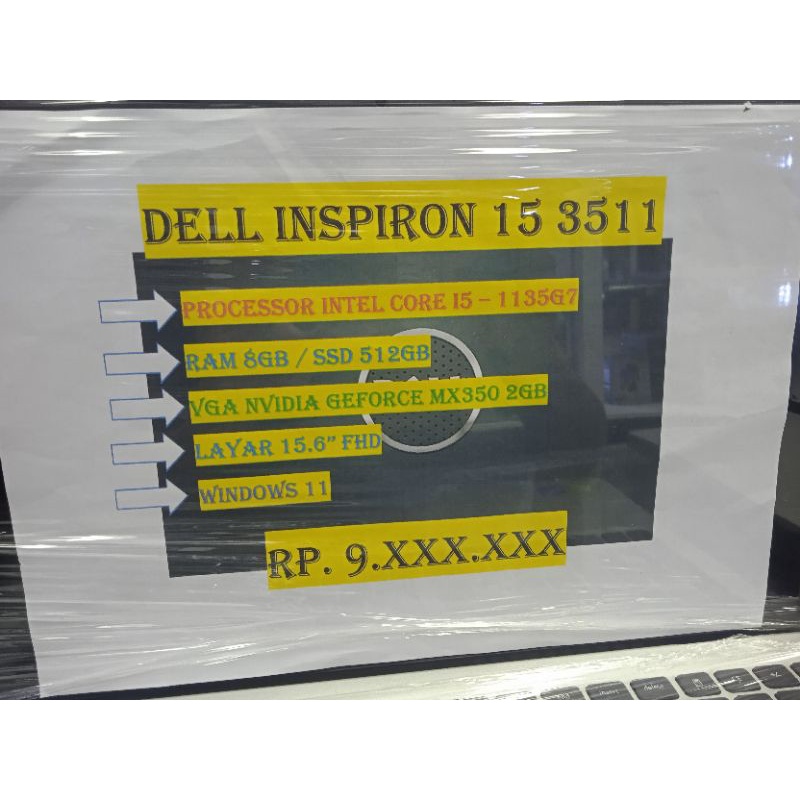 DELL INSPIRON 15 3511
PROCESSOR INTEL CORE I5 – 1135G7
RAM 8GB / SSD 512GB
VGA NVIDIA GEFORCE MX350 2GB
LAYAR 15.6” FHD
WINDOWS 11
RP. 9.XXX.XXX